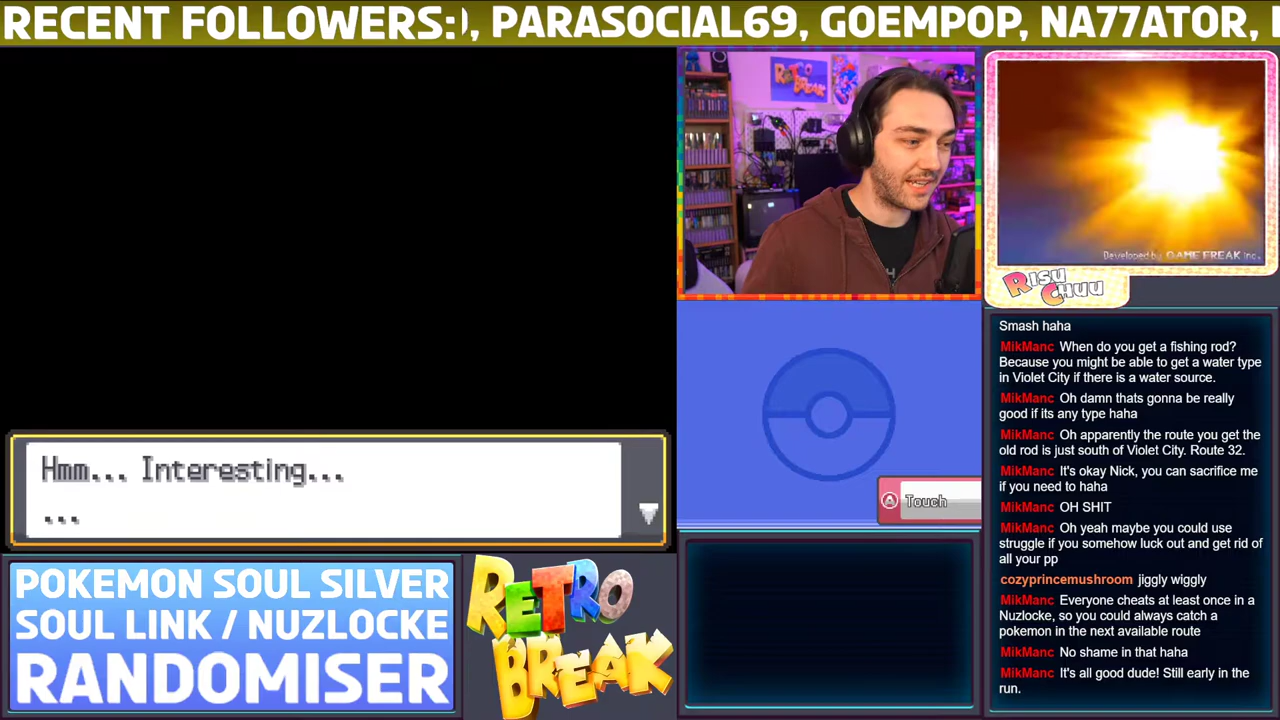 RECENT FOLLOWERS: , PARASOCIAL69, GOEMPOP, NA77ATOR,
RETRO
BREAK
Developed by GAME FREAK inc.
RISU
CHUU
Smash haha
MikManc When do you get a fishing rod?
Because you might be able to get a water type
in Violet City if there is a water source.
MikManc Oh damn thats gonna be really
good if its any type haha
MikManc Oh apparently the route you get the
old rod is just south of Violet City. Route 32.
MikManc It's okay Nick, you can sacrifice me
if you need to haha
MikManc OH SHIT
MikManc Oh yeah maybe you could use
struggle if you somehow luck out and get rid of
all your pp
cozyprincemushroom jiggly wiggly
MikManc Everyone cheats at least once in a
Nuzlocke, so you could always catch a
pokemon in the next available route
MikManc No shame in that haha
MikManc It's all good dude! Still early in the
run.
Hmm... Interesting...
...
A Touch
POKEMON SOUL SILVER
SOUL LINK / NUZLOCKE
RANDOMISER
RETRO
BREAK